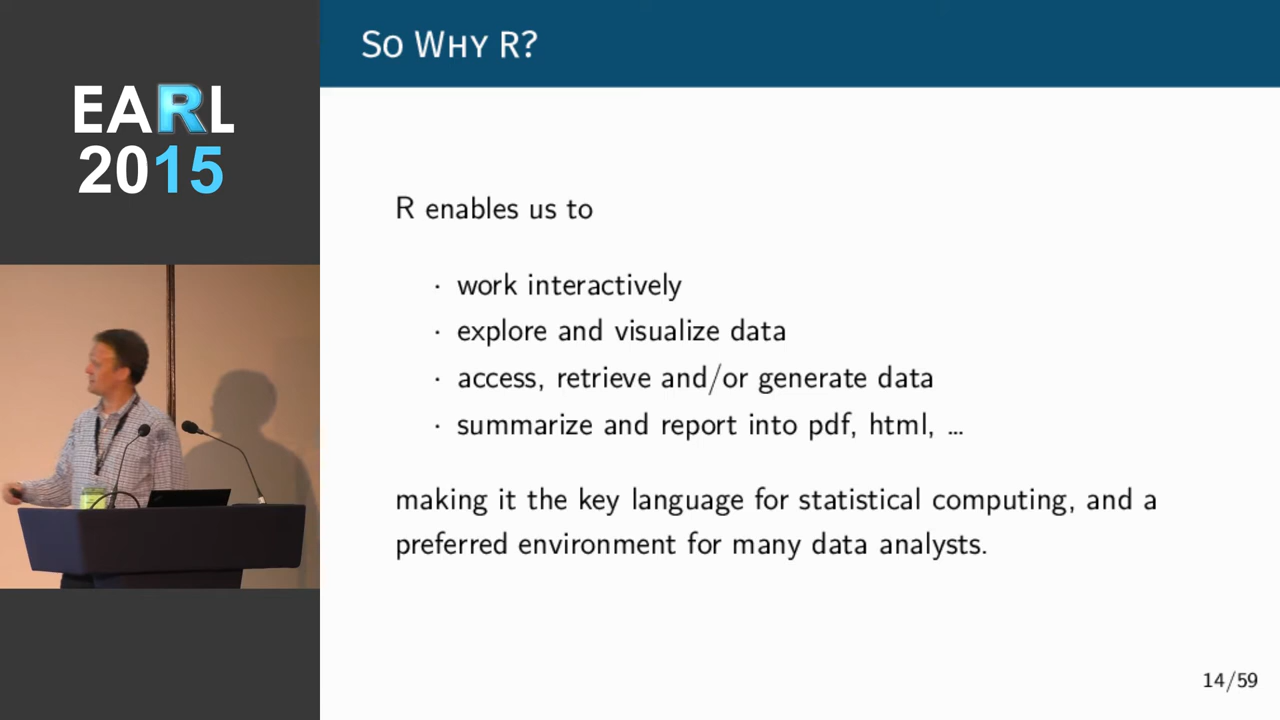 EARL
2015
So Why R?
R enables us to
· work interactively
· explore and visualize data
· access, retrieve and/or generate data
· summarize and report into pdf, html, …
making it the key language for statistical computing, and a
preferred environment for many data analysts.
14/59